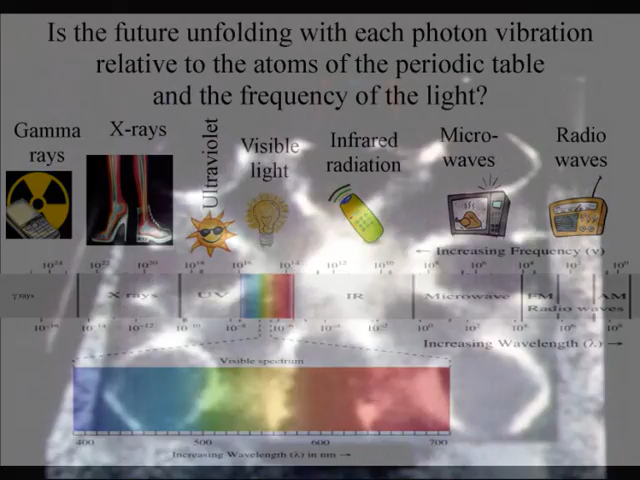 Is the future unfolding with each photon vibration
relative to the atoms of the periodic table
and the frequency of the light?
Gamma rays
X-rays
Ultraviolet
Visible light
Infrared radiation
Micro-waves
Radio waves
← Increasing Frequency (ν)
X rays
UV
IR
Microwave
FM
AM
Radio waves
Increasing Wavelength (λ) →
Visible spectrum
400 500 600 700
Increasing Wavelength (λ) in nm →